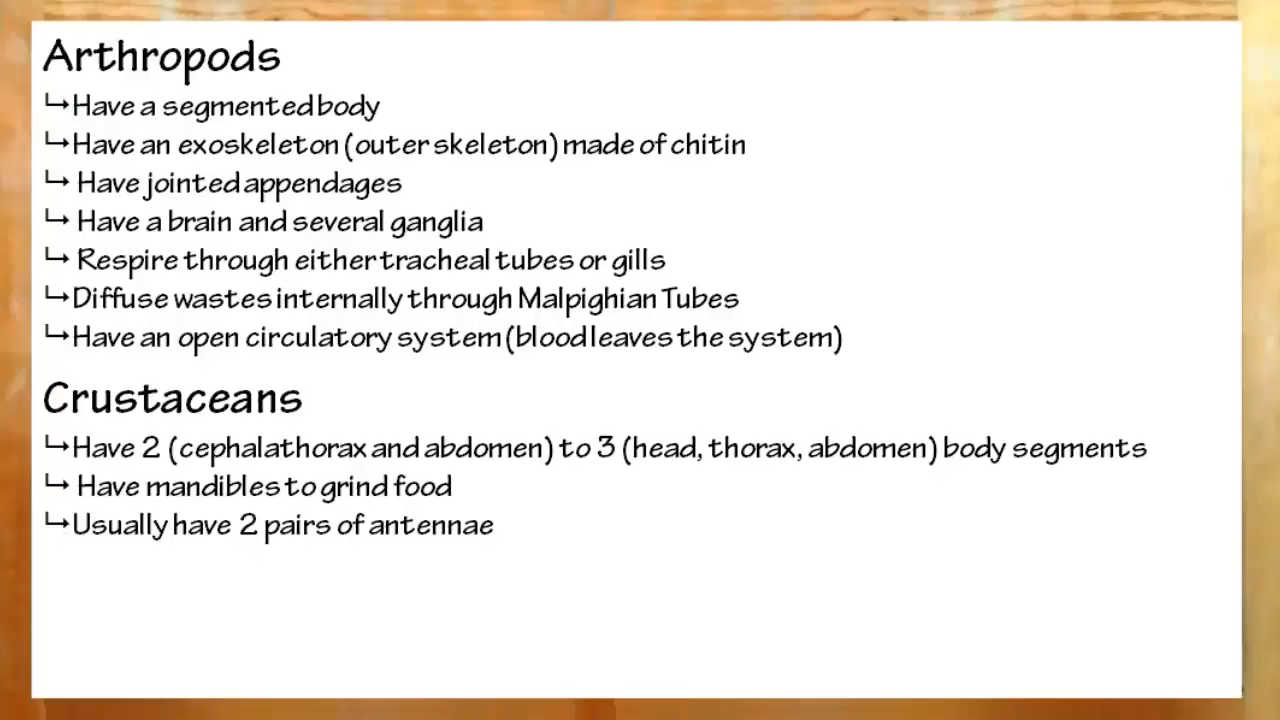 Arthropods
↳Have a segmented body
↳Have an exoskeleton (outer skeleton) made of chitin
↳ Have jointed appendages
↳ Have a brain and several ganglia
↳ Respire through either tracheal tubes or gills
↳Diffuse wastes internally through Malpighian Tubes
↳Have an open circulatory system (blood leaves the system)
Crustaceans
↳Have 2 (cephalathorax and abdomen) to 3 (head, thorax, abdomen) body segments
↳ Have mandibles to grind food
↳Usually have 2 pairs of antennae